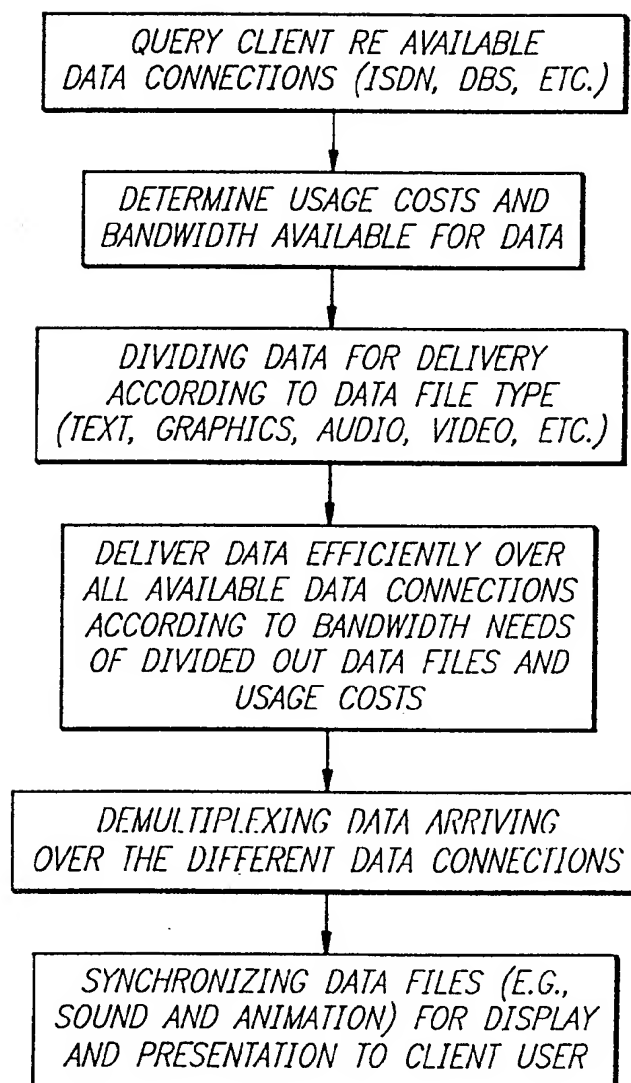 QUERY CLIENT RE AVAILABLE
DATA CONNECTIONS (ISDN, DBS, ETC.)
DETERMINE USAGE COSTS AND
BANDWIDTH AVAILABLE FOR DATA
DIVIDING DATA FOR DELIVERY
ACCORDING TO DATA FILE TYPE
(TEXT, GRAPHICS, AUDIO, VIDEO, ETC.)
DELIVER DATA EFFICIENTLY OVER
ALL AVAILABLE DATA CONNECTIONS
ACCORDING TO BANDWIDTH NEEDS
OF DIVIDED OUT DATA FILES AND
USAGE COSTS
DEMULTIPLEXING DATA ARRIVING
OVER THE DIFFERENT DATA CONNECTIONS
SYNCHRONIZING DATA FILES (E.G.,
SOUND AND ANIMATION) FOR DISPLAY
AND PRESENTATION TO CLIENT USER